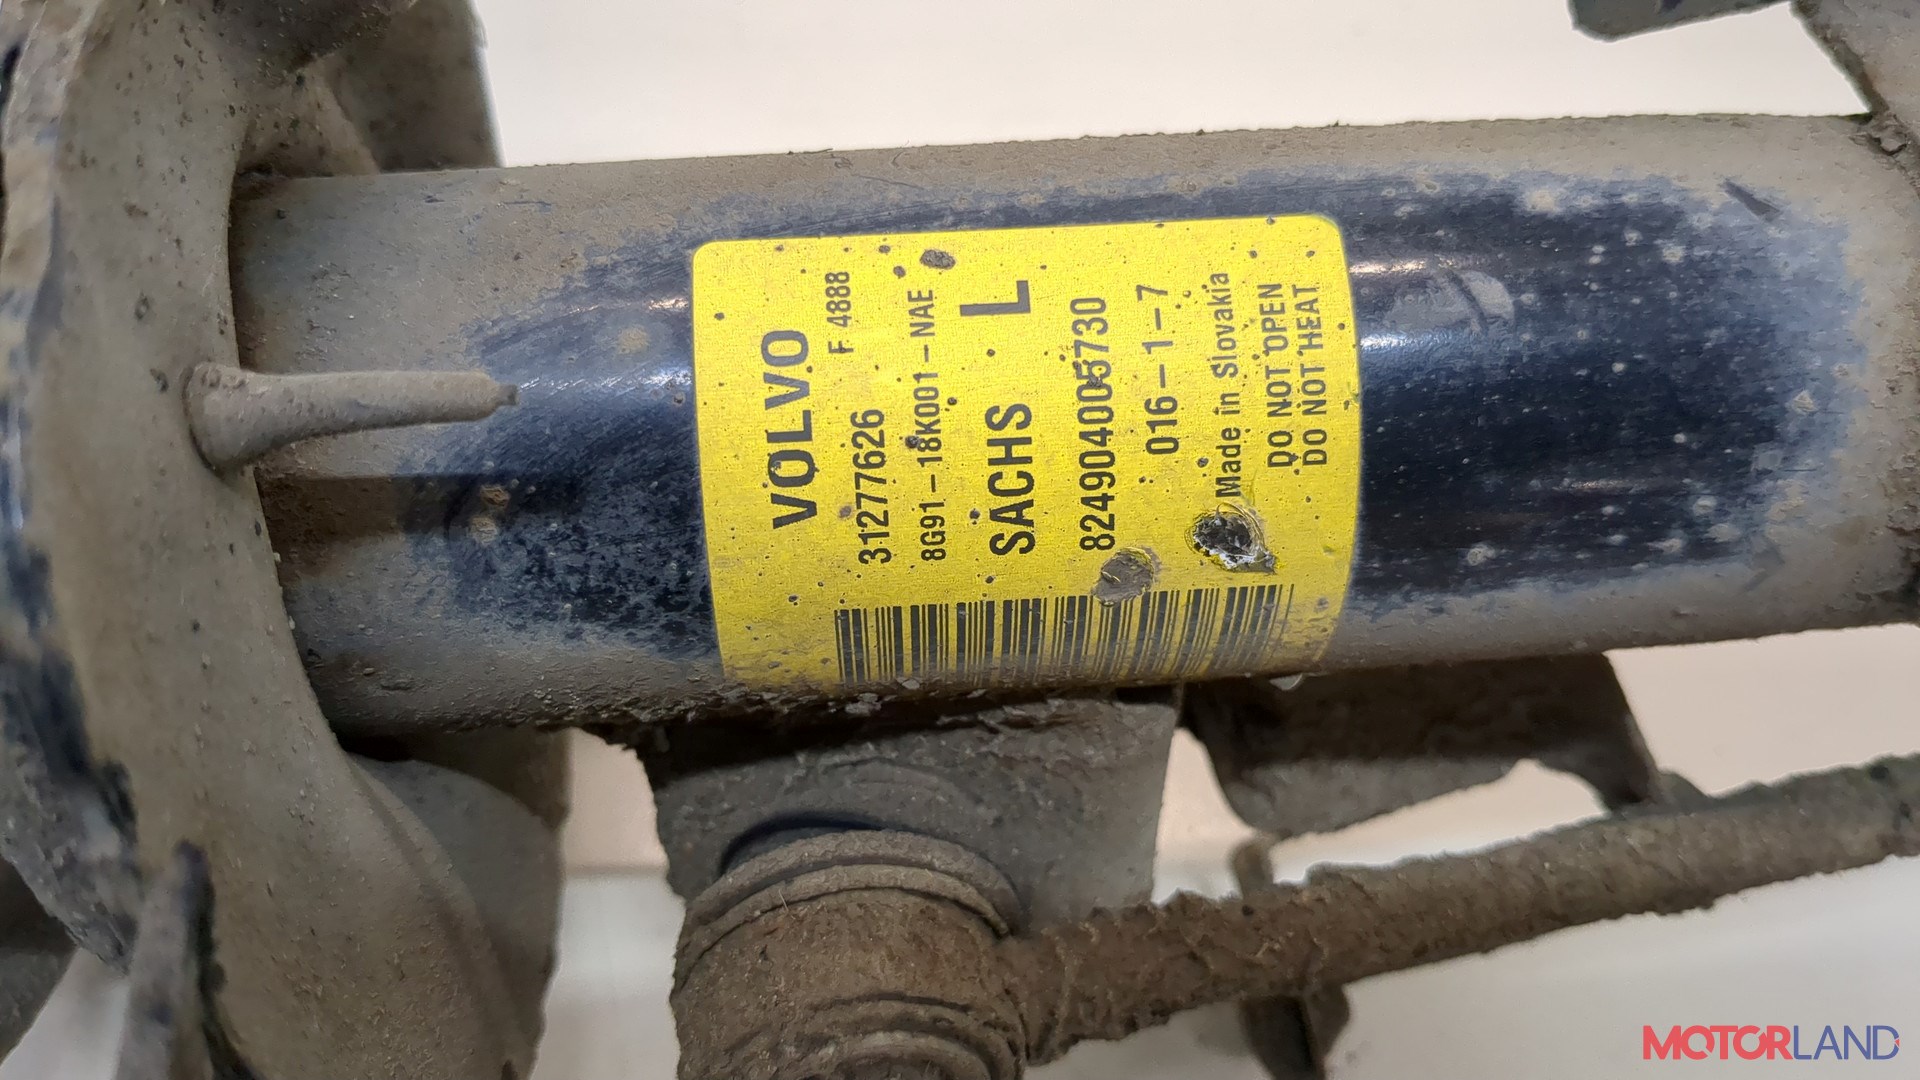 VOLVO
31277626 F 4888
8G91-18K001-NAE
SACHS L
824904005730
016-1-7
Made in Slovakia
DO NOT OPEN
DO NOT HEAT
MOTORLAND